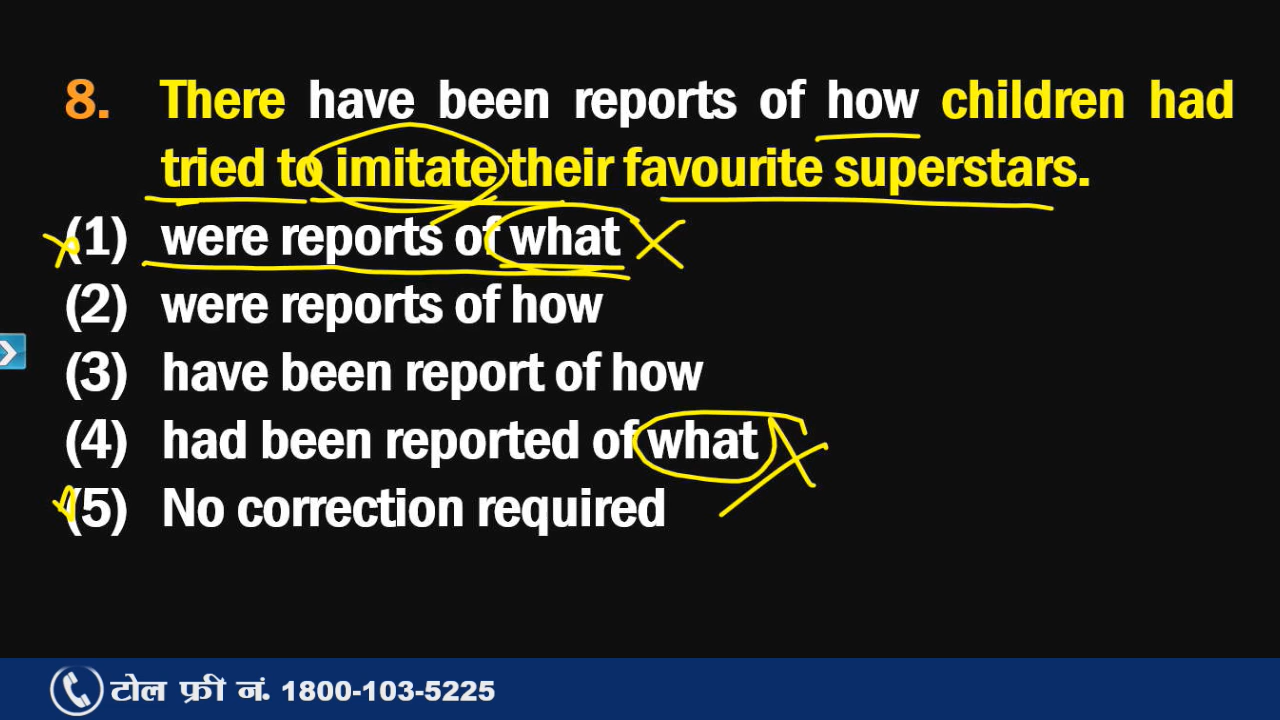 8. There have been reports of how children had
tried to imitate their favourite superstars.
(1) were reports of what
(2) were reports of how
(3) have been report of how
(4) had been reported of what
(5) No correction required
टोल फ्री नं. 1800-103-5225